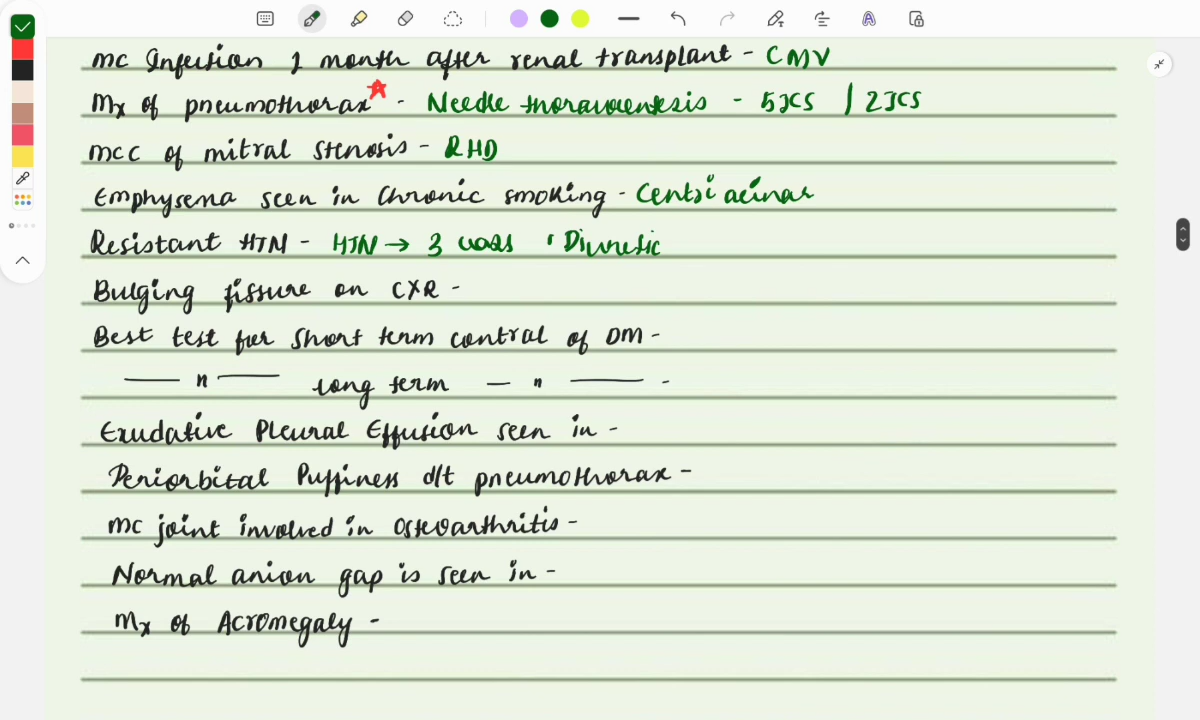 mc Infection 1 month after renal transplant - CMV
Mx of pneumothorax - Needle thoracocentesis - 5ICS / 2ICS
mcc of mitral stenosis - RHD
Emphysema seen in Chronic smoking - Centriacinar
Resistant HTN - HTN → 3 Diuretic
Bulging fissure on CXR -
Best test for short term control of DM -
— " — long term — " — -
Exudative Pleural Effusion seen in -
Periorbital Puffiness d/t pneumothorax -
mc joint involved in Osteoarthritis -
Normal anion gap is seen in -
Mx of Acromegaly -